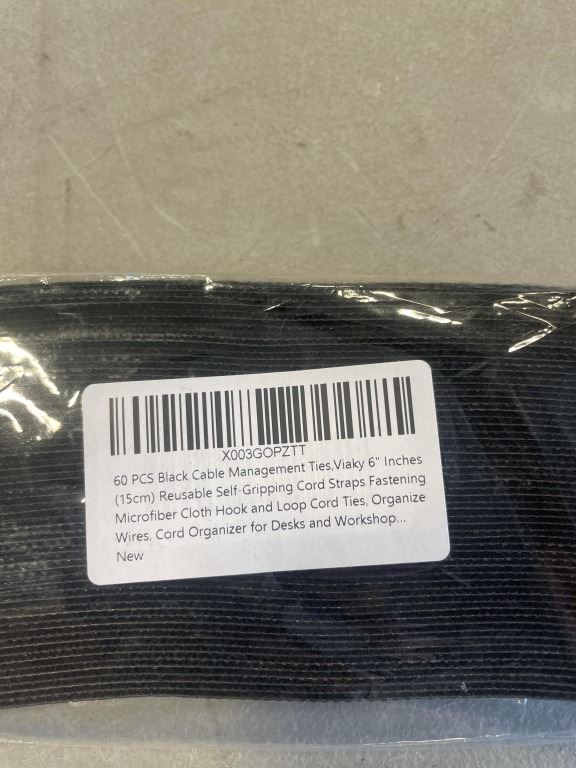 X003GOPZTT
60 PCS Black Cable Management Ties,Viaky 6" Inches
(15cm) Reusable Self-Gripping Cord Straps Fastening
Microfiber Cloth Hook and Loop Cord Ties, Organize
Wires, Cord Organizer for Desks and Workshop...
New